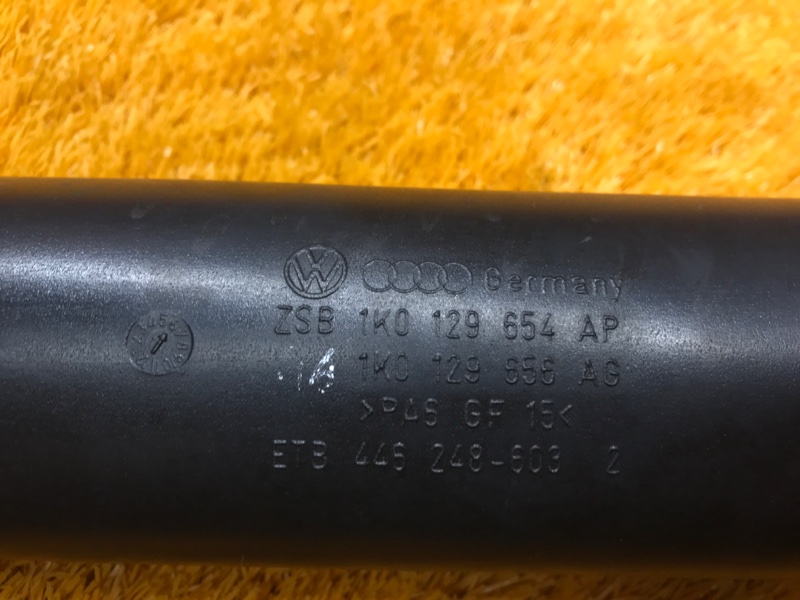 Germany
ZSB 1K0 129 654 AP
1K0 129 656 AG
>PA6 GF 15<
ETB 446 248-603 2